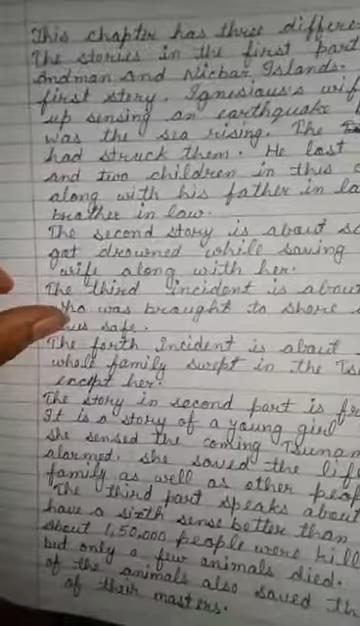 This chapter has three differe
The stories in the first part
Andman and Nicbar Islands.
first story. Ignesious's wif
up sensing an earthquake
was the sea rising. The
had struck them. He lost
and two children in this
along with his father in la
brother in law.
The second story is about
got drowned while saving
wife along with her.
The third incident is about
who was brought to shore
was safe.
The forth incident is about
whole family swept in the Ts
except her.
The story in second part is fr
It is a story of a young girl
she sensed the coming Tsunam
alarmed. she saved the lif
family as well as other peop
The third part speaks about
have a sixth sense better than
about 1,50,000 people were kill
but only a few animals died.
of the animals also saved th
of their masters.